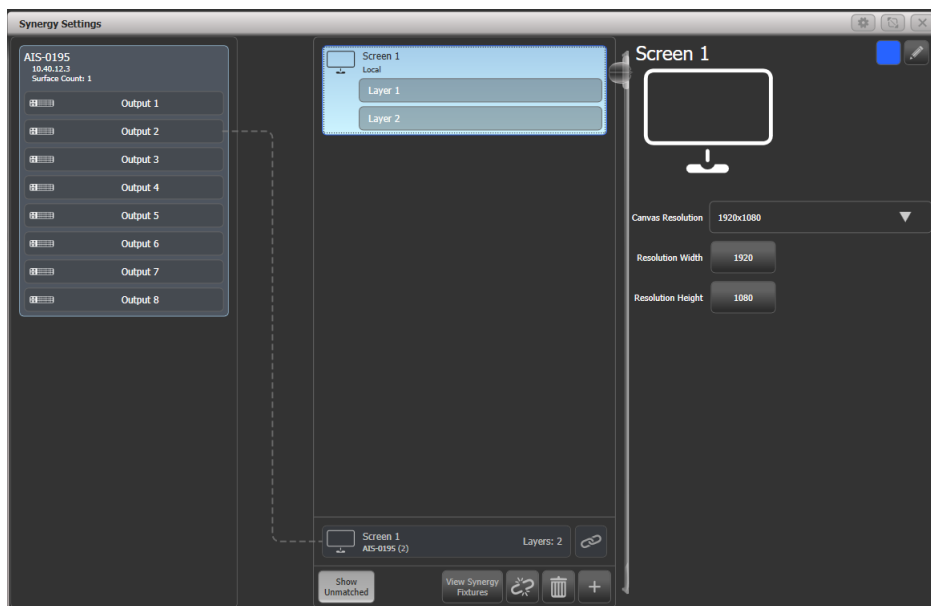 Synergy Settings
AIS-0195
10.40.12.3
Surface Count: 1
Output 1
Output 2
Output 3
Output 4
Output 5
Output 6
Output 7
Output 8
Screen 1
Local
Layer 1
Layer 2
Screen 1
AIS-0195 (2)
Layers: 2
Show
Unmatched
View Synergy
Fixtures
+
Screen 1
Canvas Resolution
1920x1080
Resolution Width
1920
Resolution Height
1080